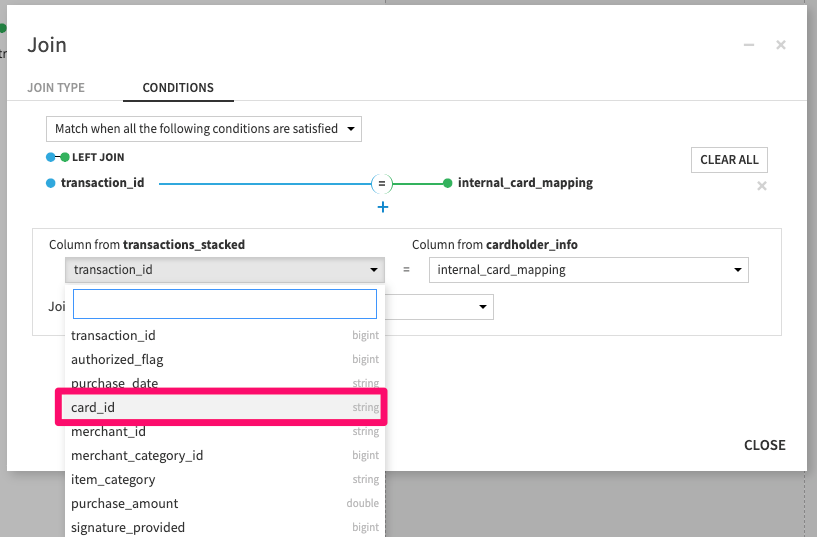 tr
Join
JOIN TYPE CONDITIONS
Match when all the following conditions are satisfied
LEFT JOIN
CLEAR ALL
transaction_id = internal_card_mapping
Column from transactions_stacked Column from cardholder_info
transaction_id = internal_card_mapping
Joi
transaction_id bigint
authorized_flag bigint
purchase_date string
card_id string
merchant_id string
merchant_category_id bigint
item_category string
purchase_amount double
signature_provided bigint
CLOSE